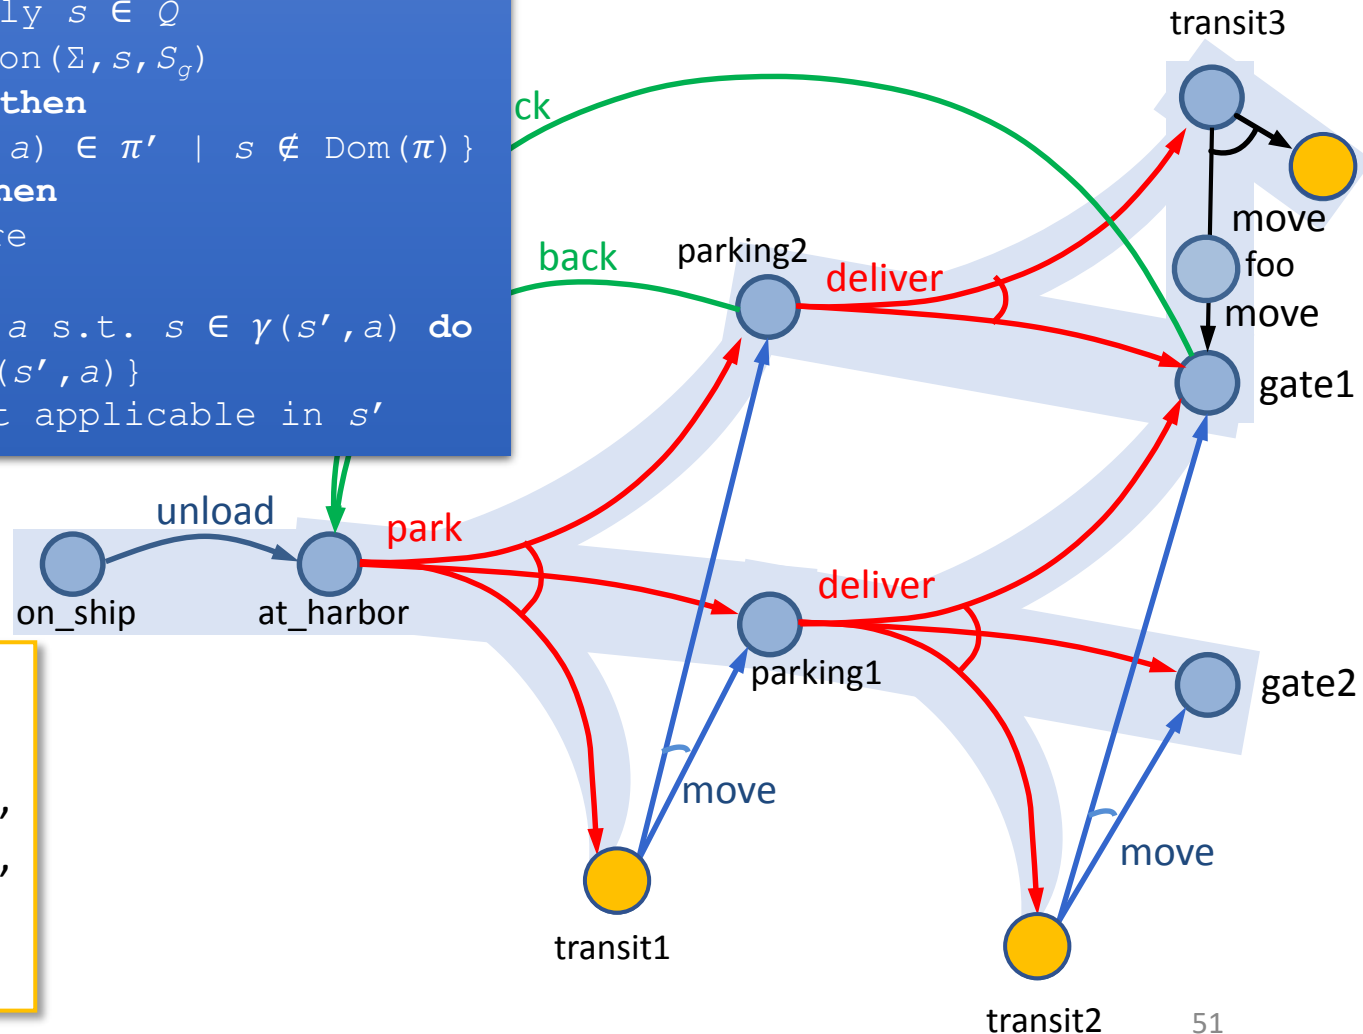 ly s ∈ Q
on(Σ,s,S_g)
then
a) ∈ π′ | s ∉ Dom(π)}
re
a s.t. s ∈ γ(s′,a) do
(s′,a)}
applicable in s′
ck
back
transit3
move
foo
move
gate1
parking2
deliver
unload
park
on_ship
at_harbor
deliver
parking1
gate2
move
move
transit1
transit2
,
,
51